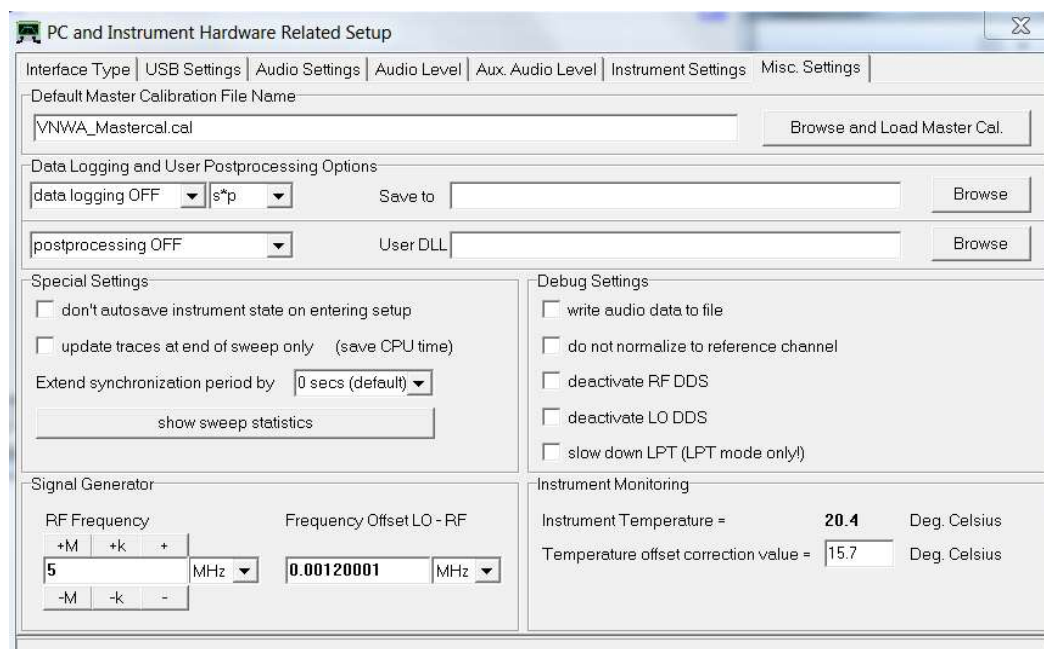 PC and Instrument Hardware Related Setup
Interface Type USB Settings Audio Settings Audio Level Aux. Audio Level Instrument Settings Misc. Settings
Default Master Calibration File Name
VNWA_Mastercal.cal Browse and Load Master Cal.
Data Logging and User Postprocessing Options
data logging OFF s*p Save to Browse
postprocessing OFF User DLL Browse
Special Settings
don't autosave instrument state on entering setup
update traces at end of sweep only (save CPU time)
Extend synchronization period by 0 secs (default)
show sweep statistics
Debug Settings
write audio data to file
do not normalize to reference channel
deactivate RF DDS
deactivate LO DDS
slow down LPT (LPT mode only!)
Signal Generator
RF Frequency Frequency Offset LO - RF
+M +k +
5 MHz 0.00120001 MHz
-M -k -
Instrument Monitoring
Instrument Temperature = 20.4 Deg. Celsius
Temperature offset correction value = 15.7 Deg. Celsius